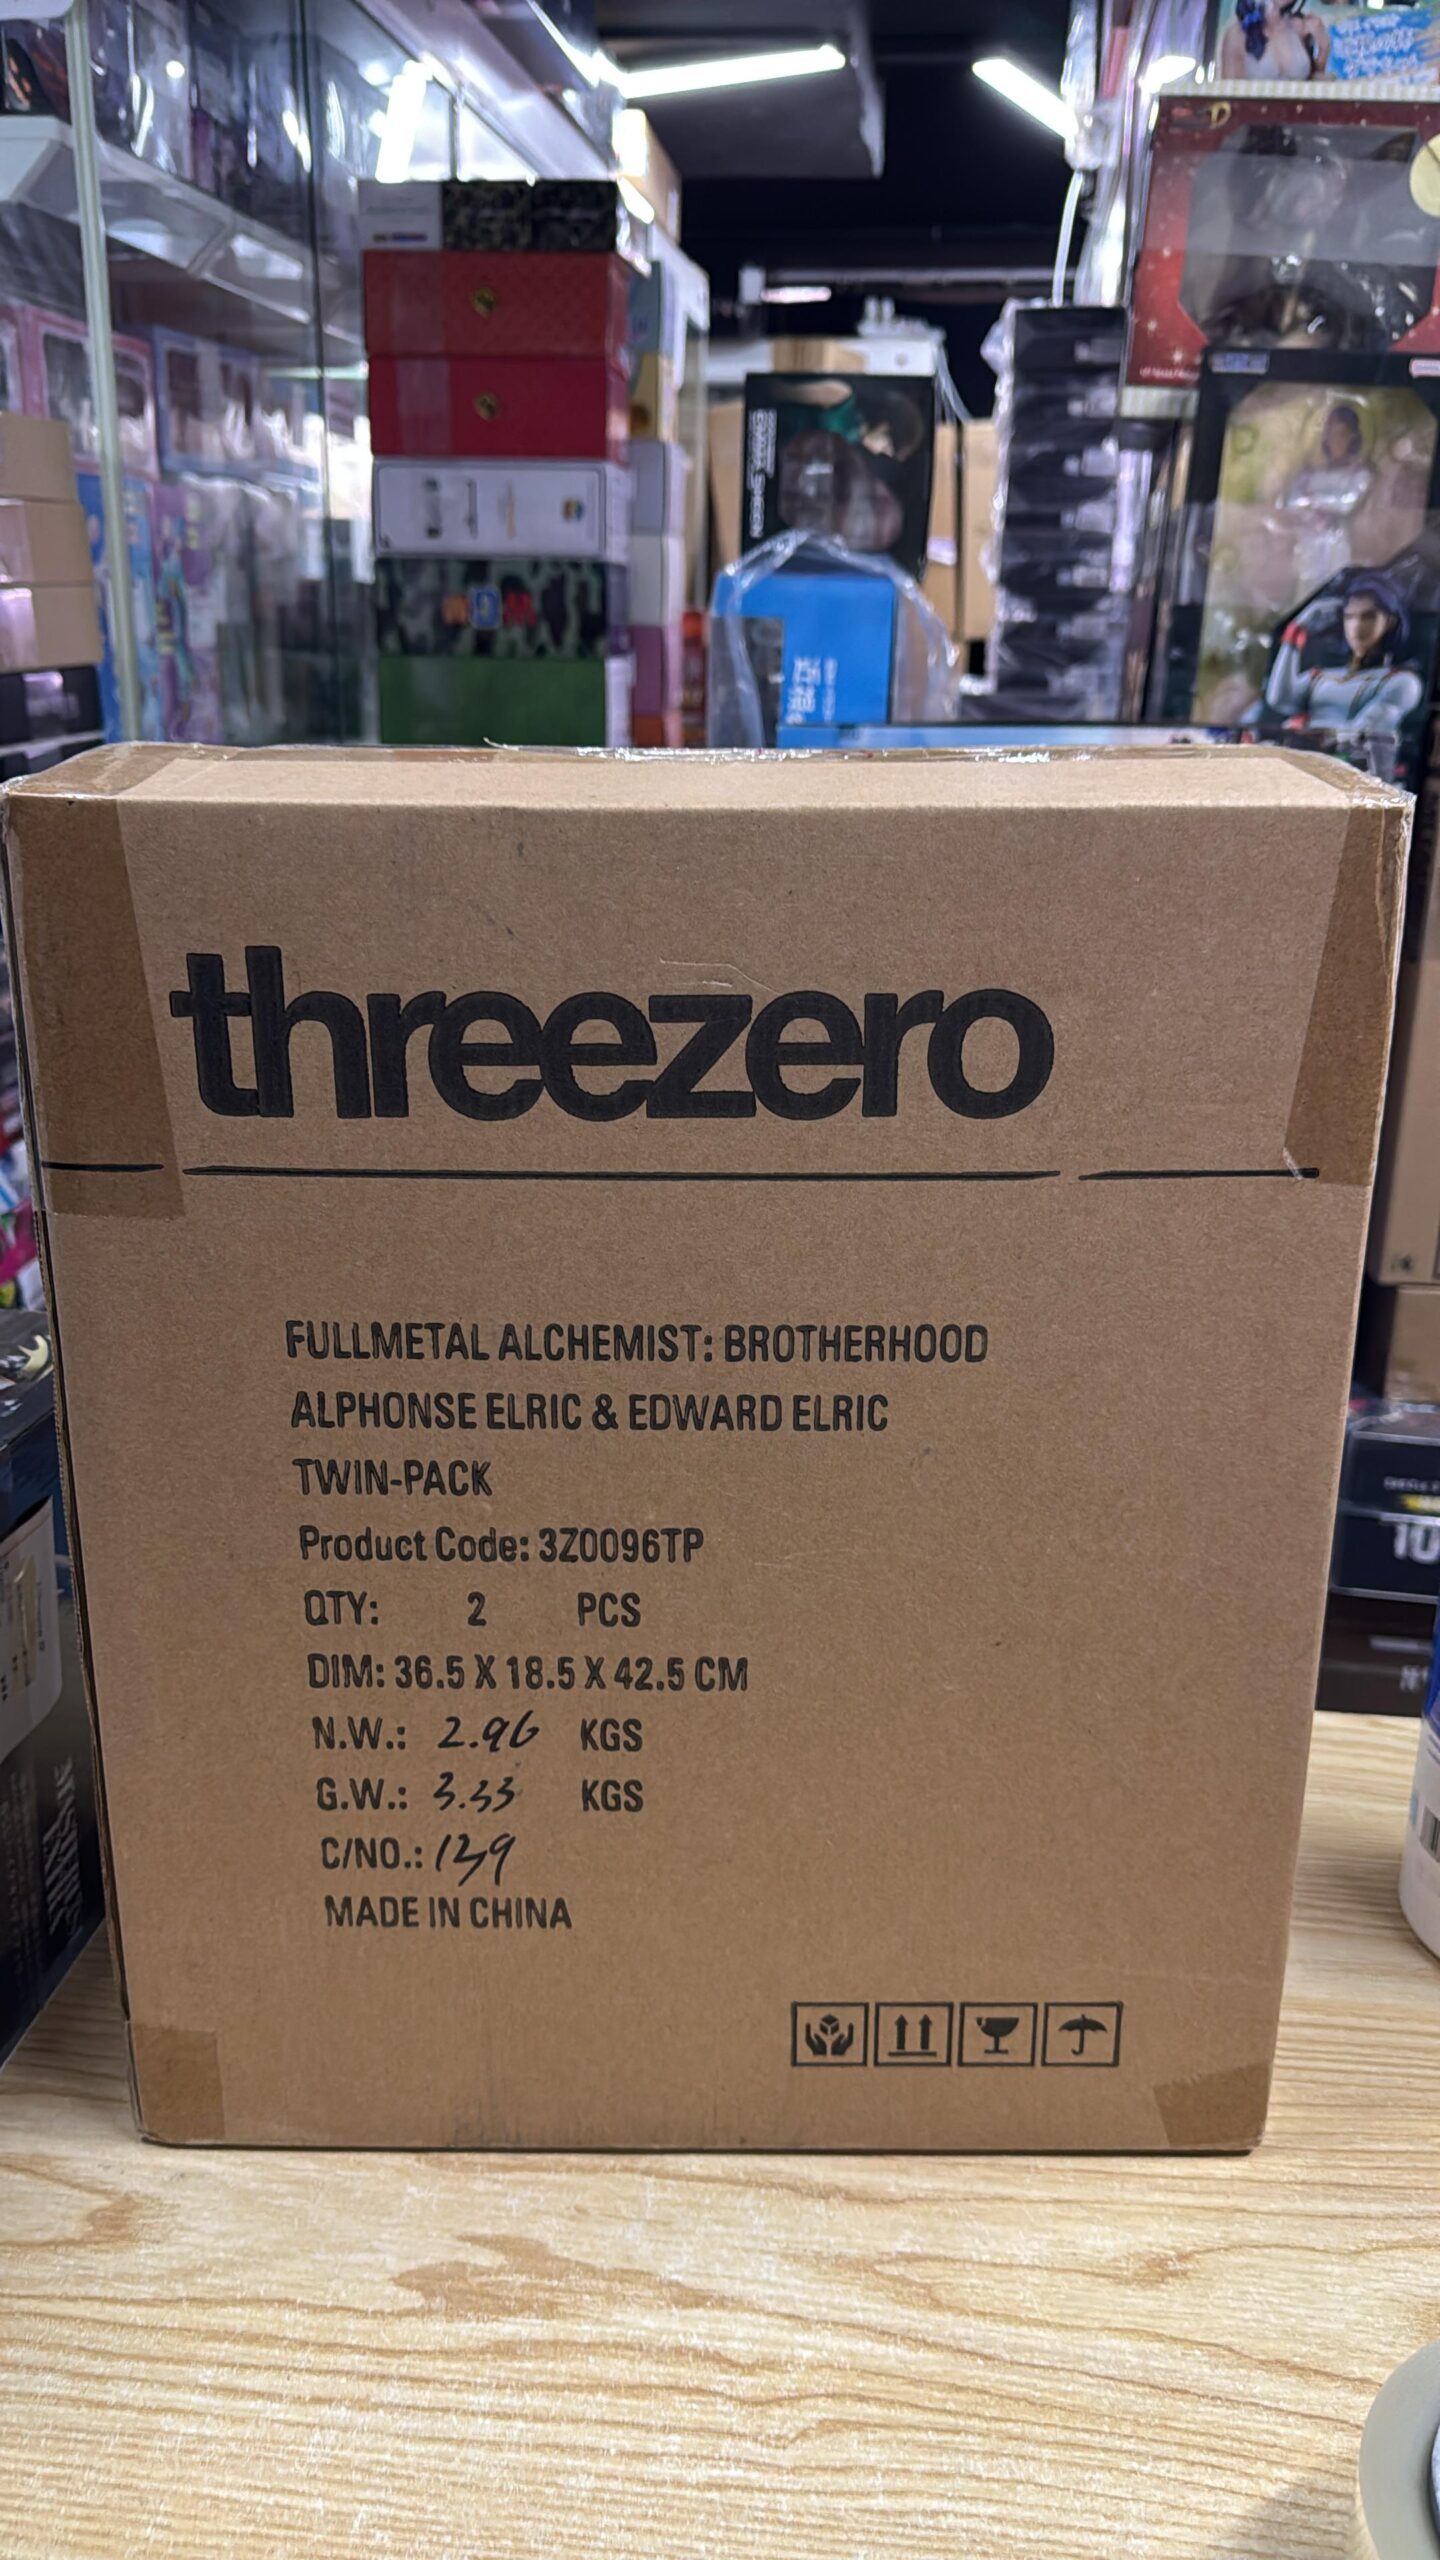 threezero
FULLMETAL ALCHEMIST: BROTHERHOOD
ALPHONSE ELRIC & EDWARD ELRIC
TWIN-PACK
Product Code: 3Z0096TP
QTY: 2 PCS
DIM: 36.5 X 18.5 X 42.5 CM
N.W.: 2.96 KGS
G.W.: 3.33 KGS
C/NO.: 139
MADE IN CHINA